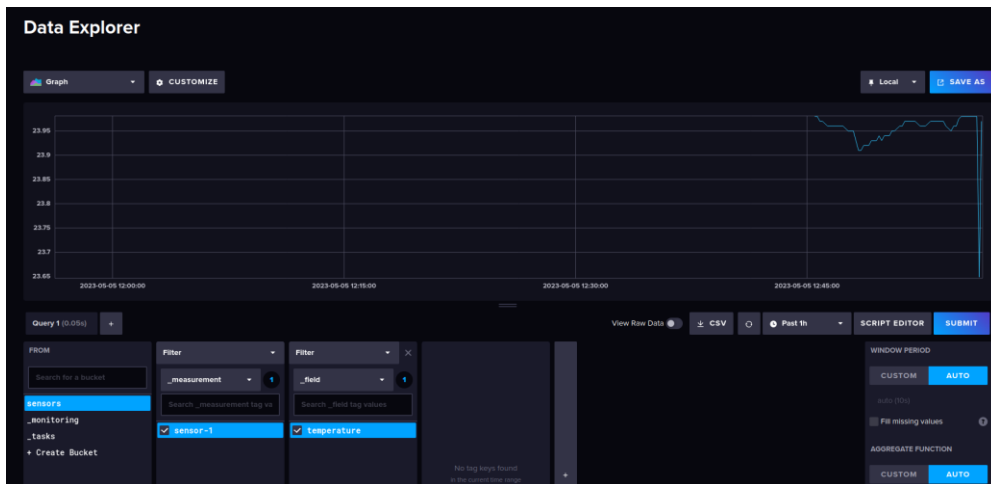 Data Explorer
Graph
CUSTOMIZE
Local
SAVE AS
23.95
23.9
23.85
23.8
23.75
23.7
23.65
2023-05-05 12:00:00
2023-05-05 12:15:00
2023-05-05 12:30:00
2023-05-05 12:45:00
Query 1 (0.05s)
+
View Raw Data
CSV
Past 1h
SCRIPT EDITOR
SUBMIT
FROM
Search for a bucket
sensors
_monitoring
_tasks
+ Create Bucket
Filter
_measurement
1
Search _measurement tag va
sensor-1
Filter
×
_field
1
Search _field tag values
temperature
No tag keys found
in the current time range
+
WINDOW PERIOD
CUSTOM
AUTO
auto (10s)
Fill missing values
?
AGGREGATE FUNCTION
CUSTOM
AUTO